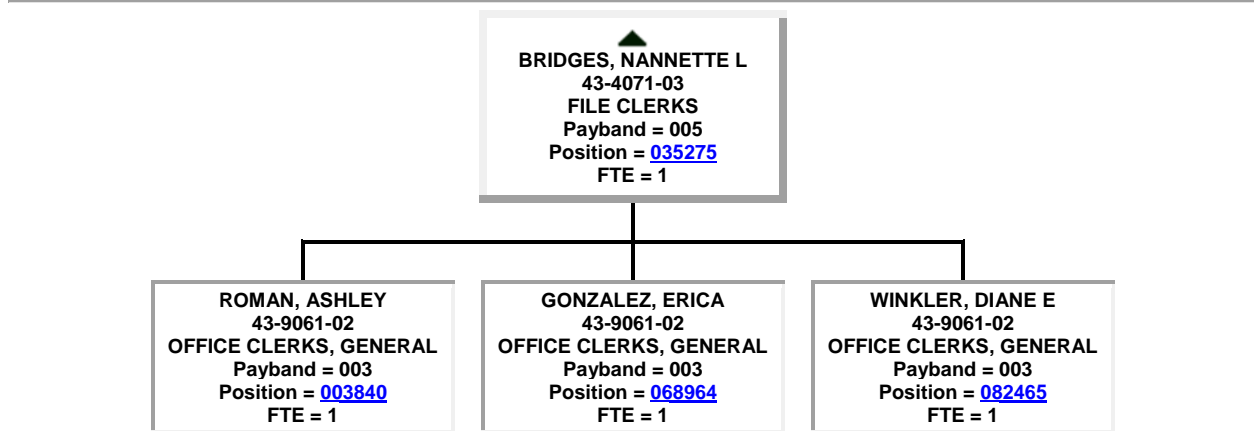 BRIDGES, NANNETTE L
43-4071-03
FILE CLERKS
Payband = 005
Position = 035275
FTE = 1
ROMAN, ASHLEY
43-9061-02
OFFICE CLERKS, GENERAL
Payband = 003
Position = 003840
FTE = 1
GONZALEZ, ERICA
43-9061-02
OFFICE CLERKS, GENERAL
Payband = 003
Position = 068964
FTE = 1
WINKLER, DIANE E
43-9061-02
OFFICE CLERKS, GENERAL
Payband = 003
Position = 082465
FTE = 1